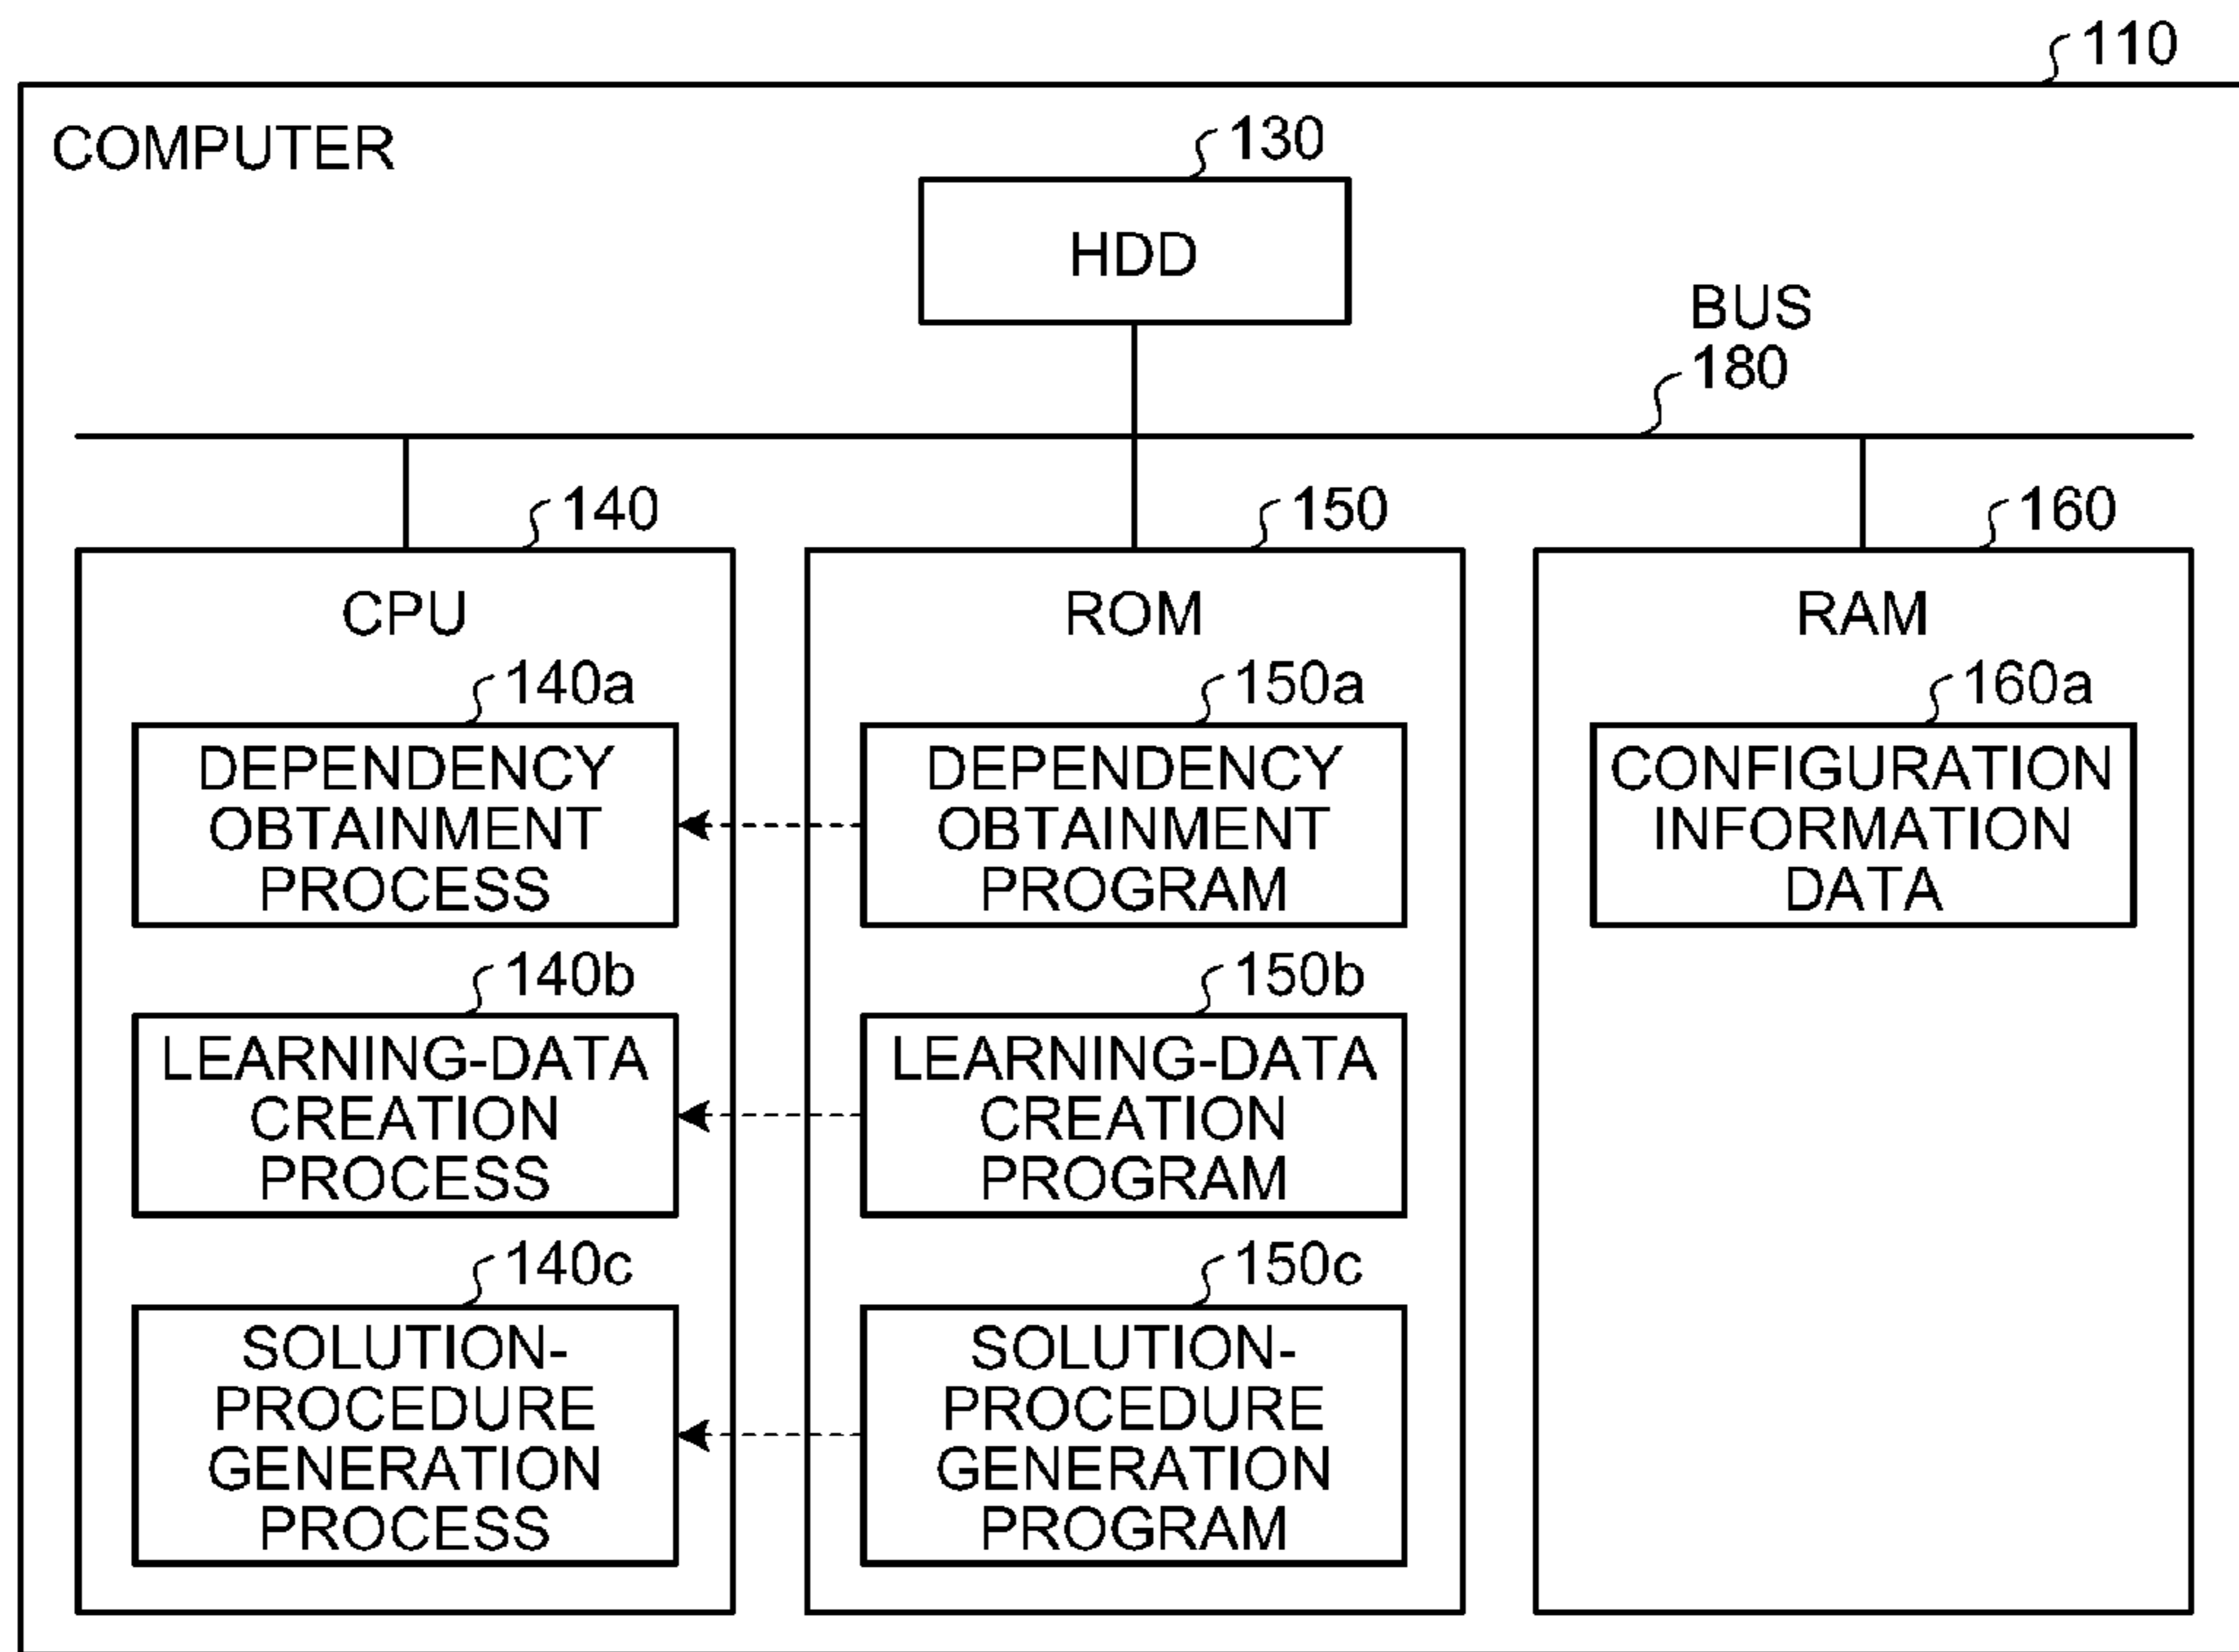 110
COMPUTER
130
HDD
BUS
180
140
CPU
140a
DEPENDENCY
OBTAINMENT
PROCESS
140b
LEARNING-DATA
CREATION
PROCESS
140c
SOLUTION-
PROCEDURE
GENERATION
PROCESS
150
ROM
150a
DEPENDENCY
OBTAINMENT
PROGRAM
150b
LEARNING-DATA
CREATION
PROGRAM
150c
SOLUTION-
PROCEDURE
GENERATION
PROGRAM
160
RAM
160a
CONFIGURATION
INFORMATION
DATA